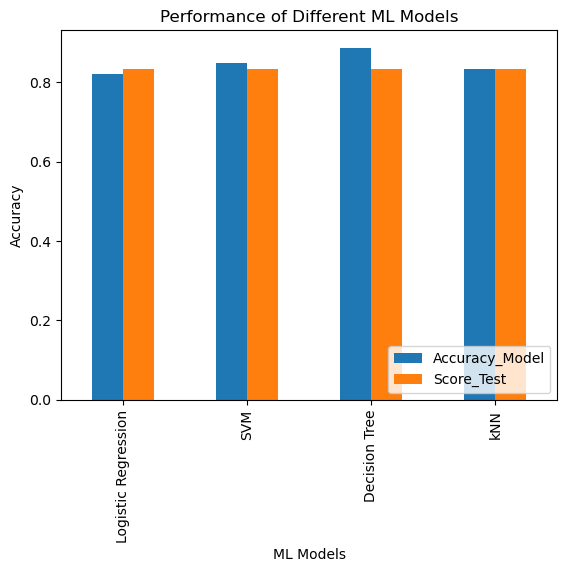 Performance of Different ML Models
Accuracy
0.8
0.6
0.4
0.2
0.0
Accuracy_Model
Score_Test
Logistic Regression
SVM
Decision Tree
kNN
ML Models